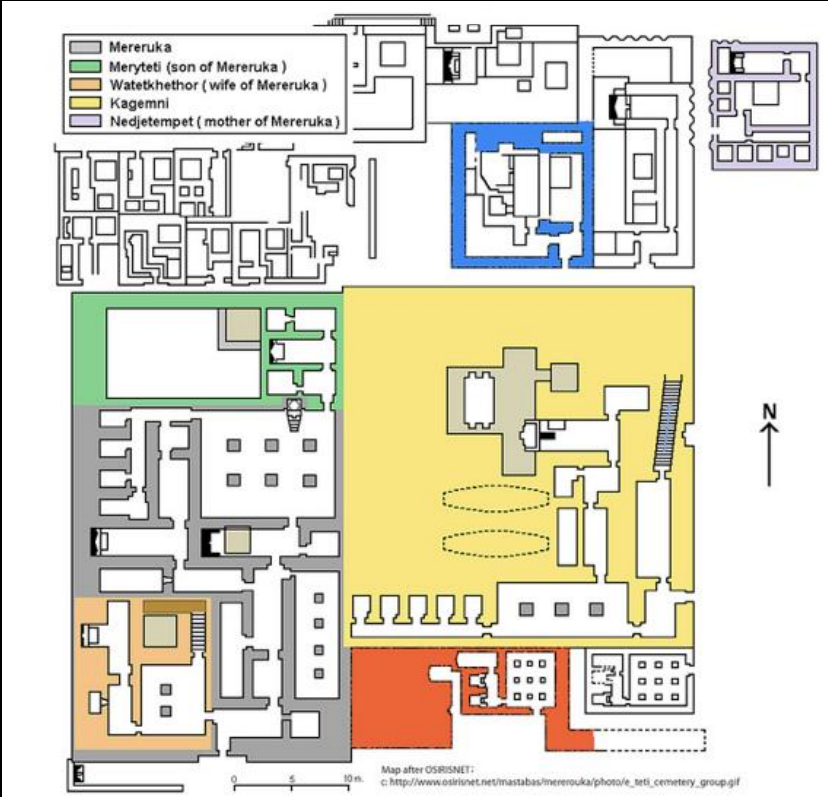 Mereruka
Meryteti (son of Mereruka )
Watetkhethor ( wife of Mereruka )
Kagemni
Nedjetempet ( mother of Mereruka )
N
0 5 10 m.
Map after OSIRISNET;
c: http://www.osirisnet.net/mastabas/mererouka/photo/e_teti_cemetery_group.gif